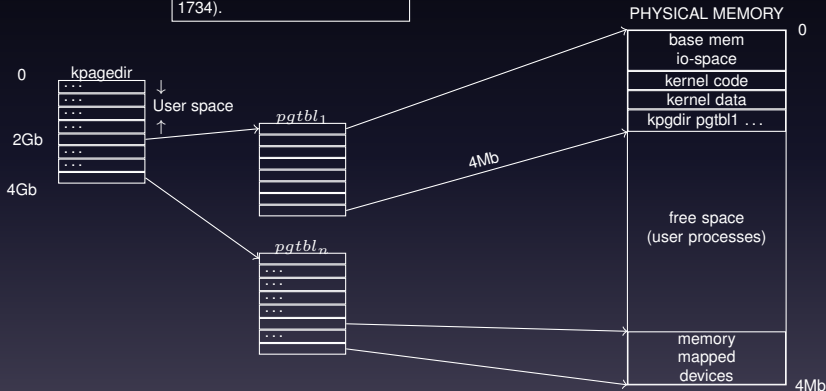 1734).
PHYSICAL MEMORY
0
base mem
io-space
kernel code
kernel data
kpgdir pgtbl1 ...
free space
(user processes)
memory
mapped
devices
4Mb
0
kpagedir
...
...
...
...
...
...
↓
User space
↑
2Gb
4Gb
pgtbl₁
4Mb
pgtblₙ
...
...
...
...
...